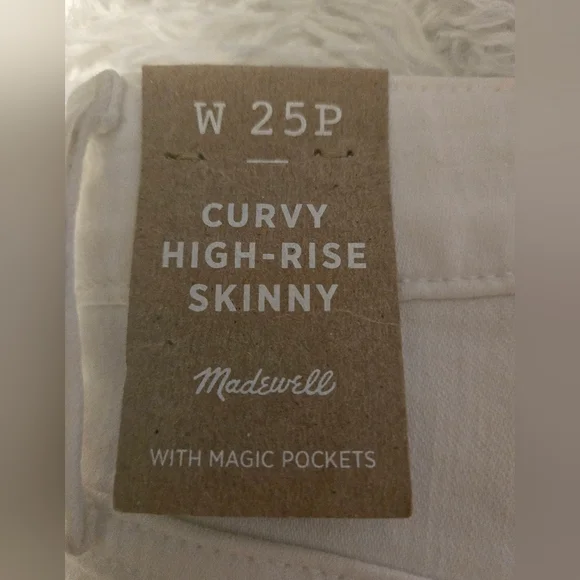 W 25P
CURVY
HIGH-RISE
SKINNY
Madewell
WITH MAGIC POCKETS